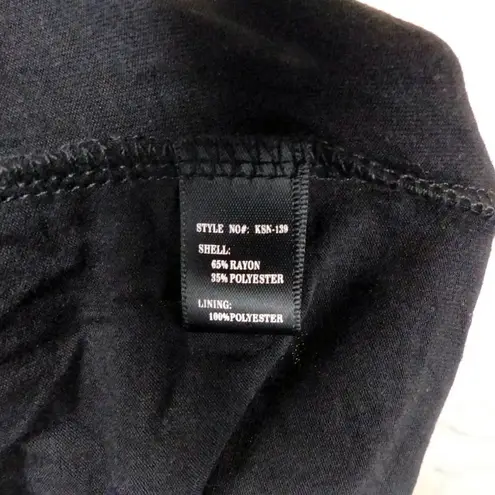 STYLE NO#: KSN-139
SHELL:
65% RAYON
35% POLYESTER
LINING:
100%POLYESTER